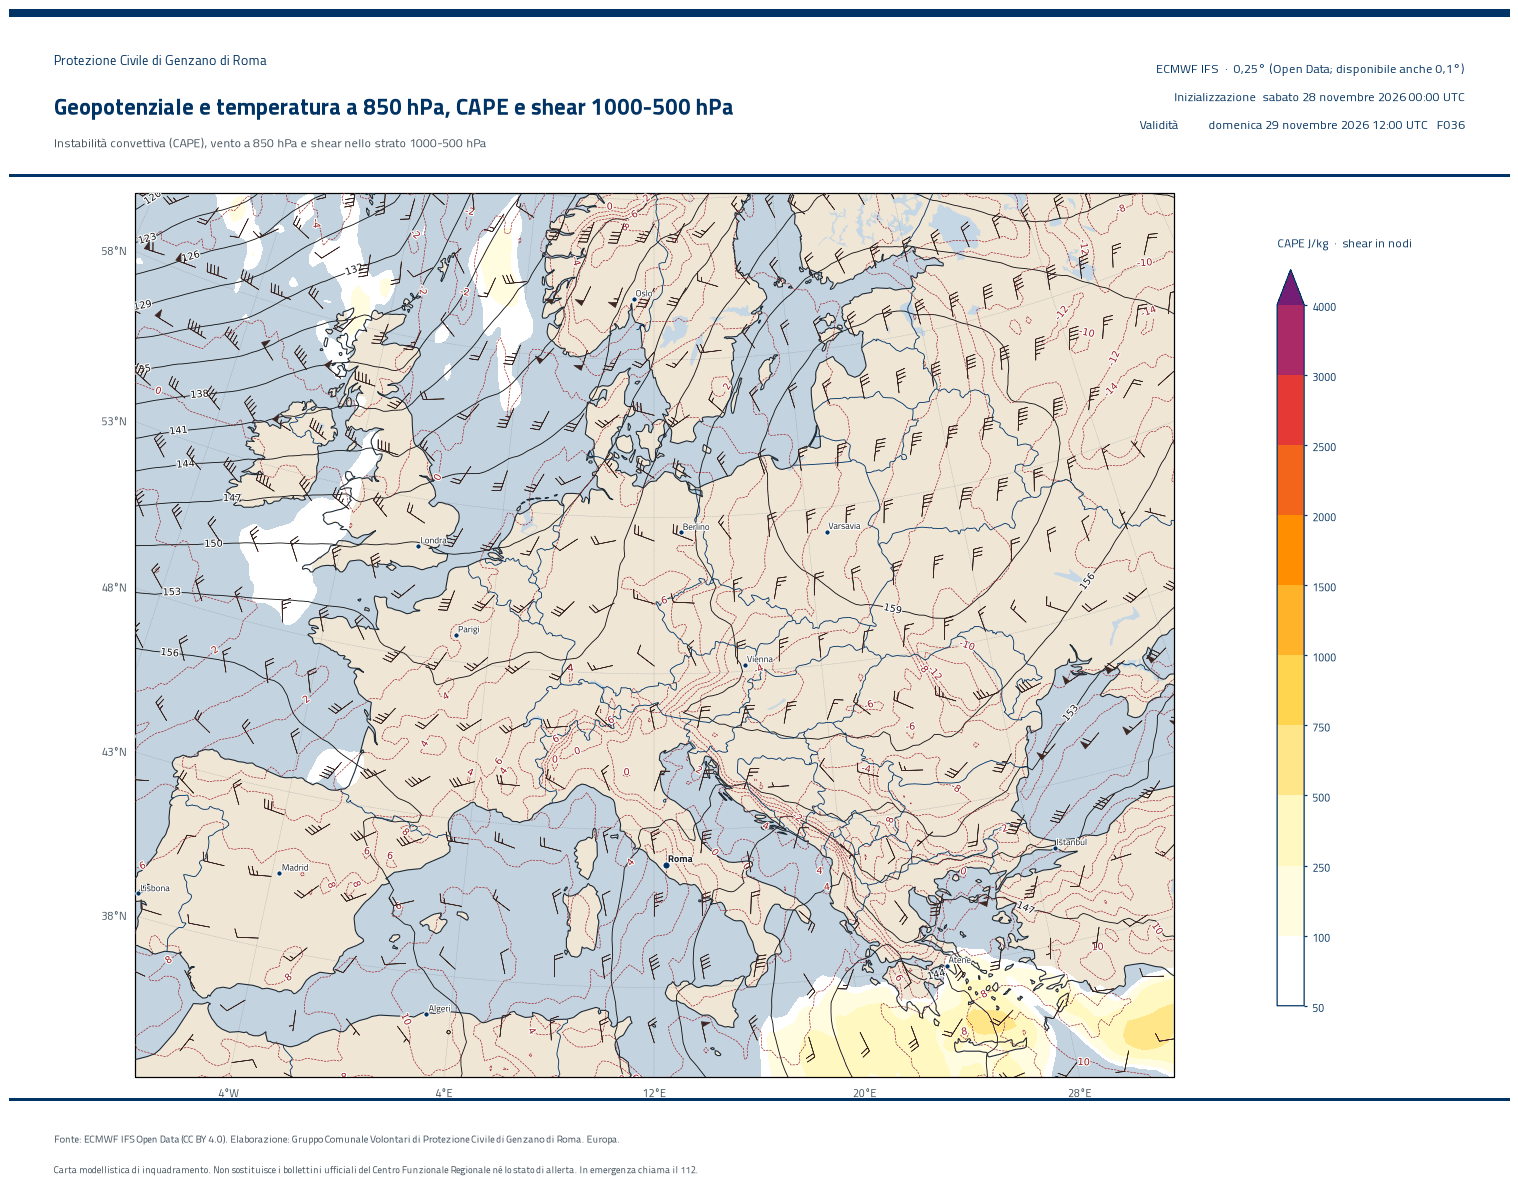 Protezione Civile di Genzano di Roma
Geopotenziale e temperatura a 850 hPa, CAPE e shear 1000-500 hPa
Instabilità convettiva (CAPE), vento a 850 hPa e shear nello strato 1000-500 hPa
ECMWF IFS · 0,25° (Open Data; disponibile anche 0,1°)
Inizializzazione sabato 28 novembre 2026 00:00 UTC
Validità domenica 29 novembre 2026 12:00 UTC F036
CAPE J/kg · shear in nodi
4000
3000
2500
2000
1500
1000
750
500
250
100
50
58°N
53°N
48°N
43°N
38°N
4°W
4°E
12°E
20°E
28°E
123
126
129
132
138
141
144
147
150
153
156
159
156
153
147
144
Oslo
Berlino
Varsavia
Londra
Parigi
Vienna
Roma
Madrid
Lisbona
Istanbul
Atene
Algeri
Fonte: ECMWF IFS Open Data (CC BY 4.0). Elaborazione: Gruppo Comunale Volontari di Protezione Civile di Genzano di Roma. Europa.
Carta modellistica di inquadramento. Non sostituisce i bollettini ufficiali del Centro Funzionale Regionale né lo stato di allerta. In emergenza chiama il 112.